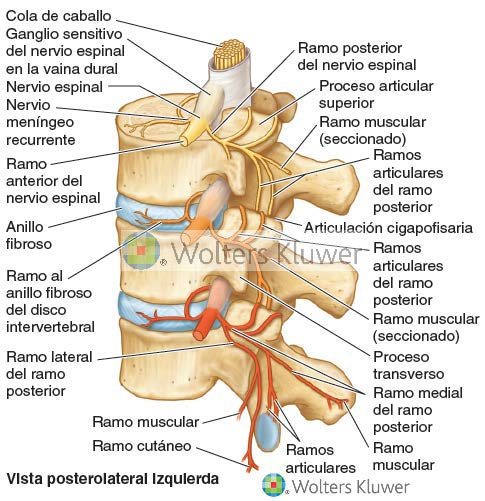 Cola de caballo
Ganglio sensitivo
del nervio espinal
en la vaina dural
Nervio espinal
Nervio
meníngeo
recurrente
Ramo
anterior del
nervio espinal
Anillo
fibroso
Ramo al
anillo fibroso
del disco
intervertebral
Ramo lateral
del ramo
posterior
Ramo muscular
Ramo cutáneo
Ramo posterior
del nervio espinal
Proceso articular
superior
Ramo muscular
(seccionado)
Ramos
articulares
del ramo
posterior
Articulación cigapofisaria
Ramos
articulares
del ramo
posterior
Ramo muscular
(seccionado)
Proceso
transverso
Ramo medial
del ramo
posterior
Ramo
muscular
Ramos
articulares
® Wolters Kluwer
Vista posterolateral izquierda
® Wolters Kluwer